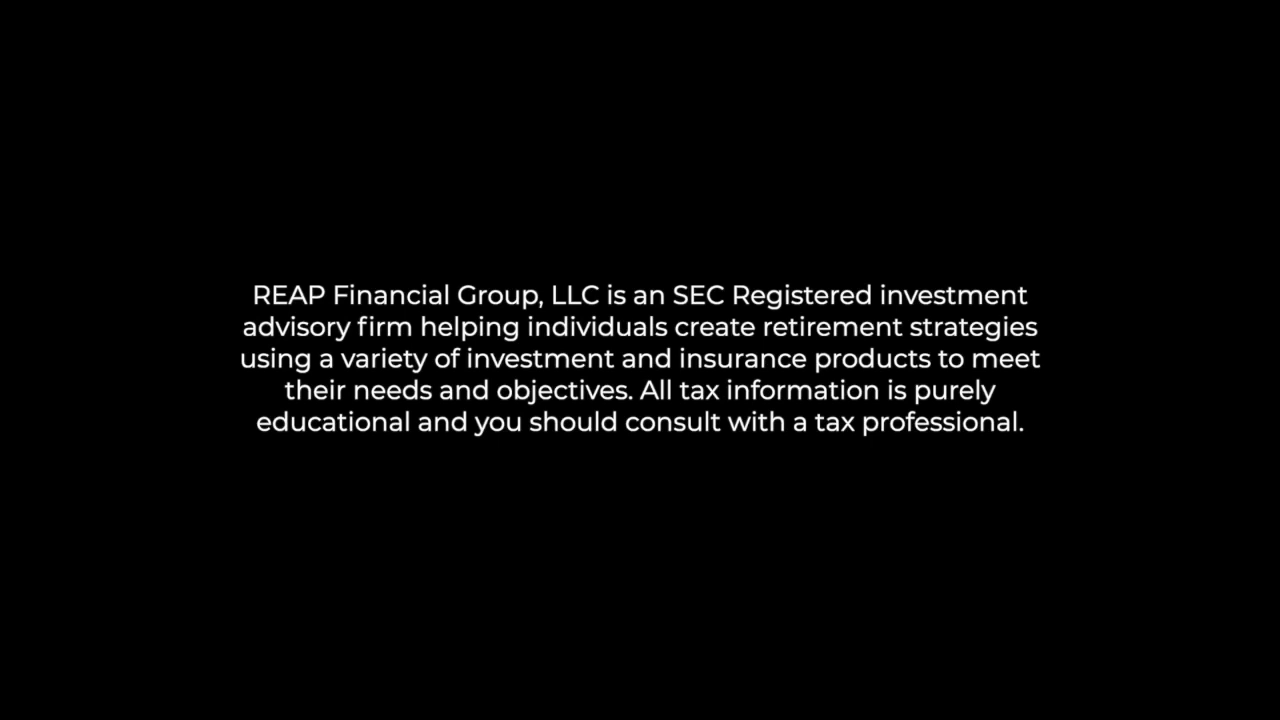 REAP Financial Group, LLC is an SEC Registered investment
advisory firm helping individuals create retirement strategies
using a variety of investment and insurance products to meet
their needs and objectives. All tax information is purely
educational and you should consult with a tax professional.